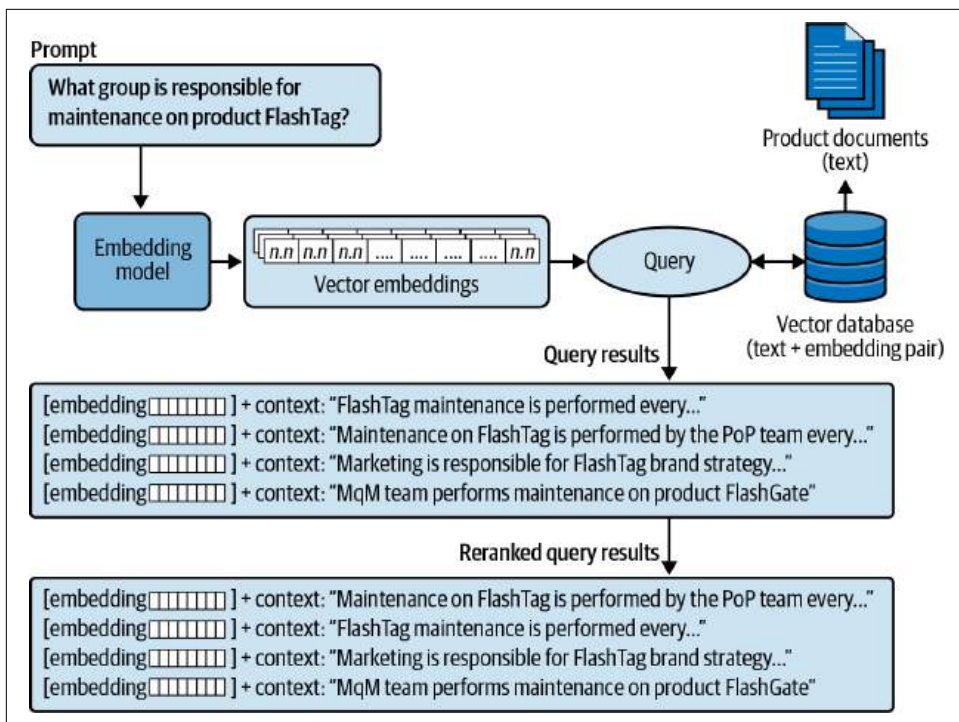 Prompt
What group is responsible for
maintenance on product FlashTag?
Product documents
(text)
Embedding
model
n.n n.n n.n .... .... .... .... n.n
Vector embeddings
Query
Vector database
(text + embedding pair)
Query results
[embedding ] + context: “FlashTag maintenance is performed every...”
[embedding ] + context: “Maintenance on FlashTag is performed by the PoP team every...”
[embedding ] + context: “Marketing is responsible for FlashTag brand strategy...”
[embedding ] + context: “MqM team performs maintenance on product FlashGate”
Reranked query results
[embedding ] + context: “Maintenance on FlashTag is performed by the PoP team every...”
[embedding ] + context: “FlashTag maintenance is performed every...”
[embedding ] + context: “Marketing is responsible for FlashTag brand strategy...”
[embedding ] + context: “MqM team performs maintenance on product FlashGate”